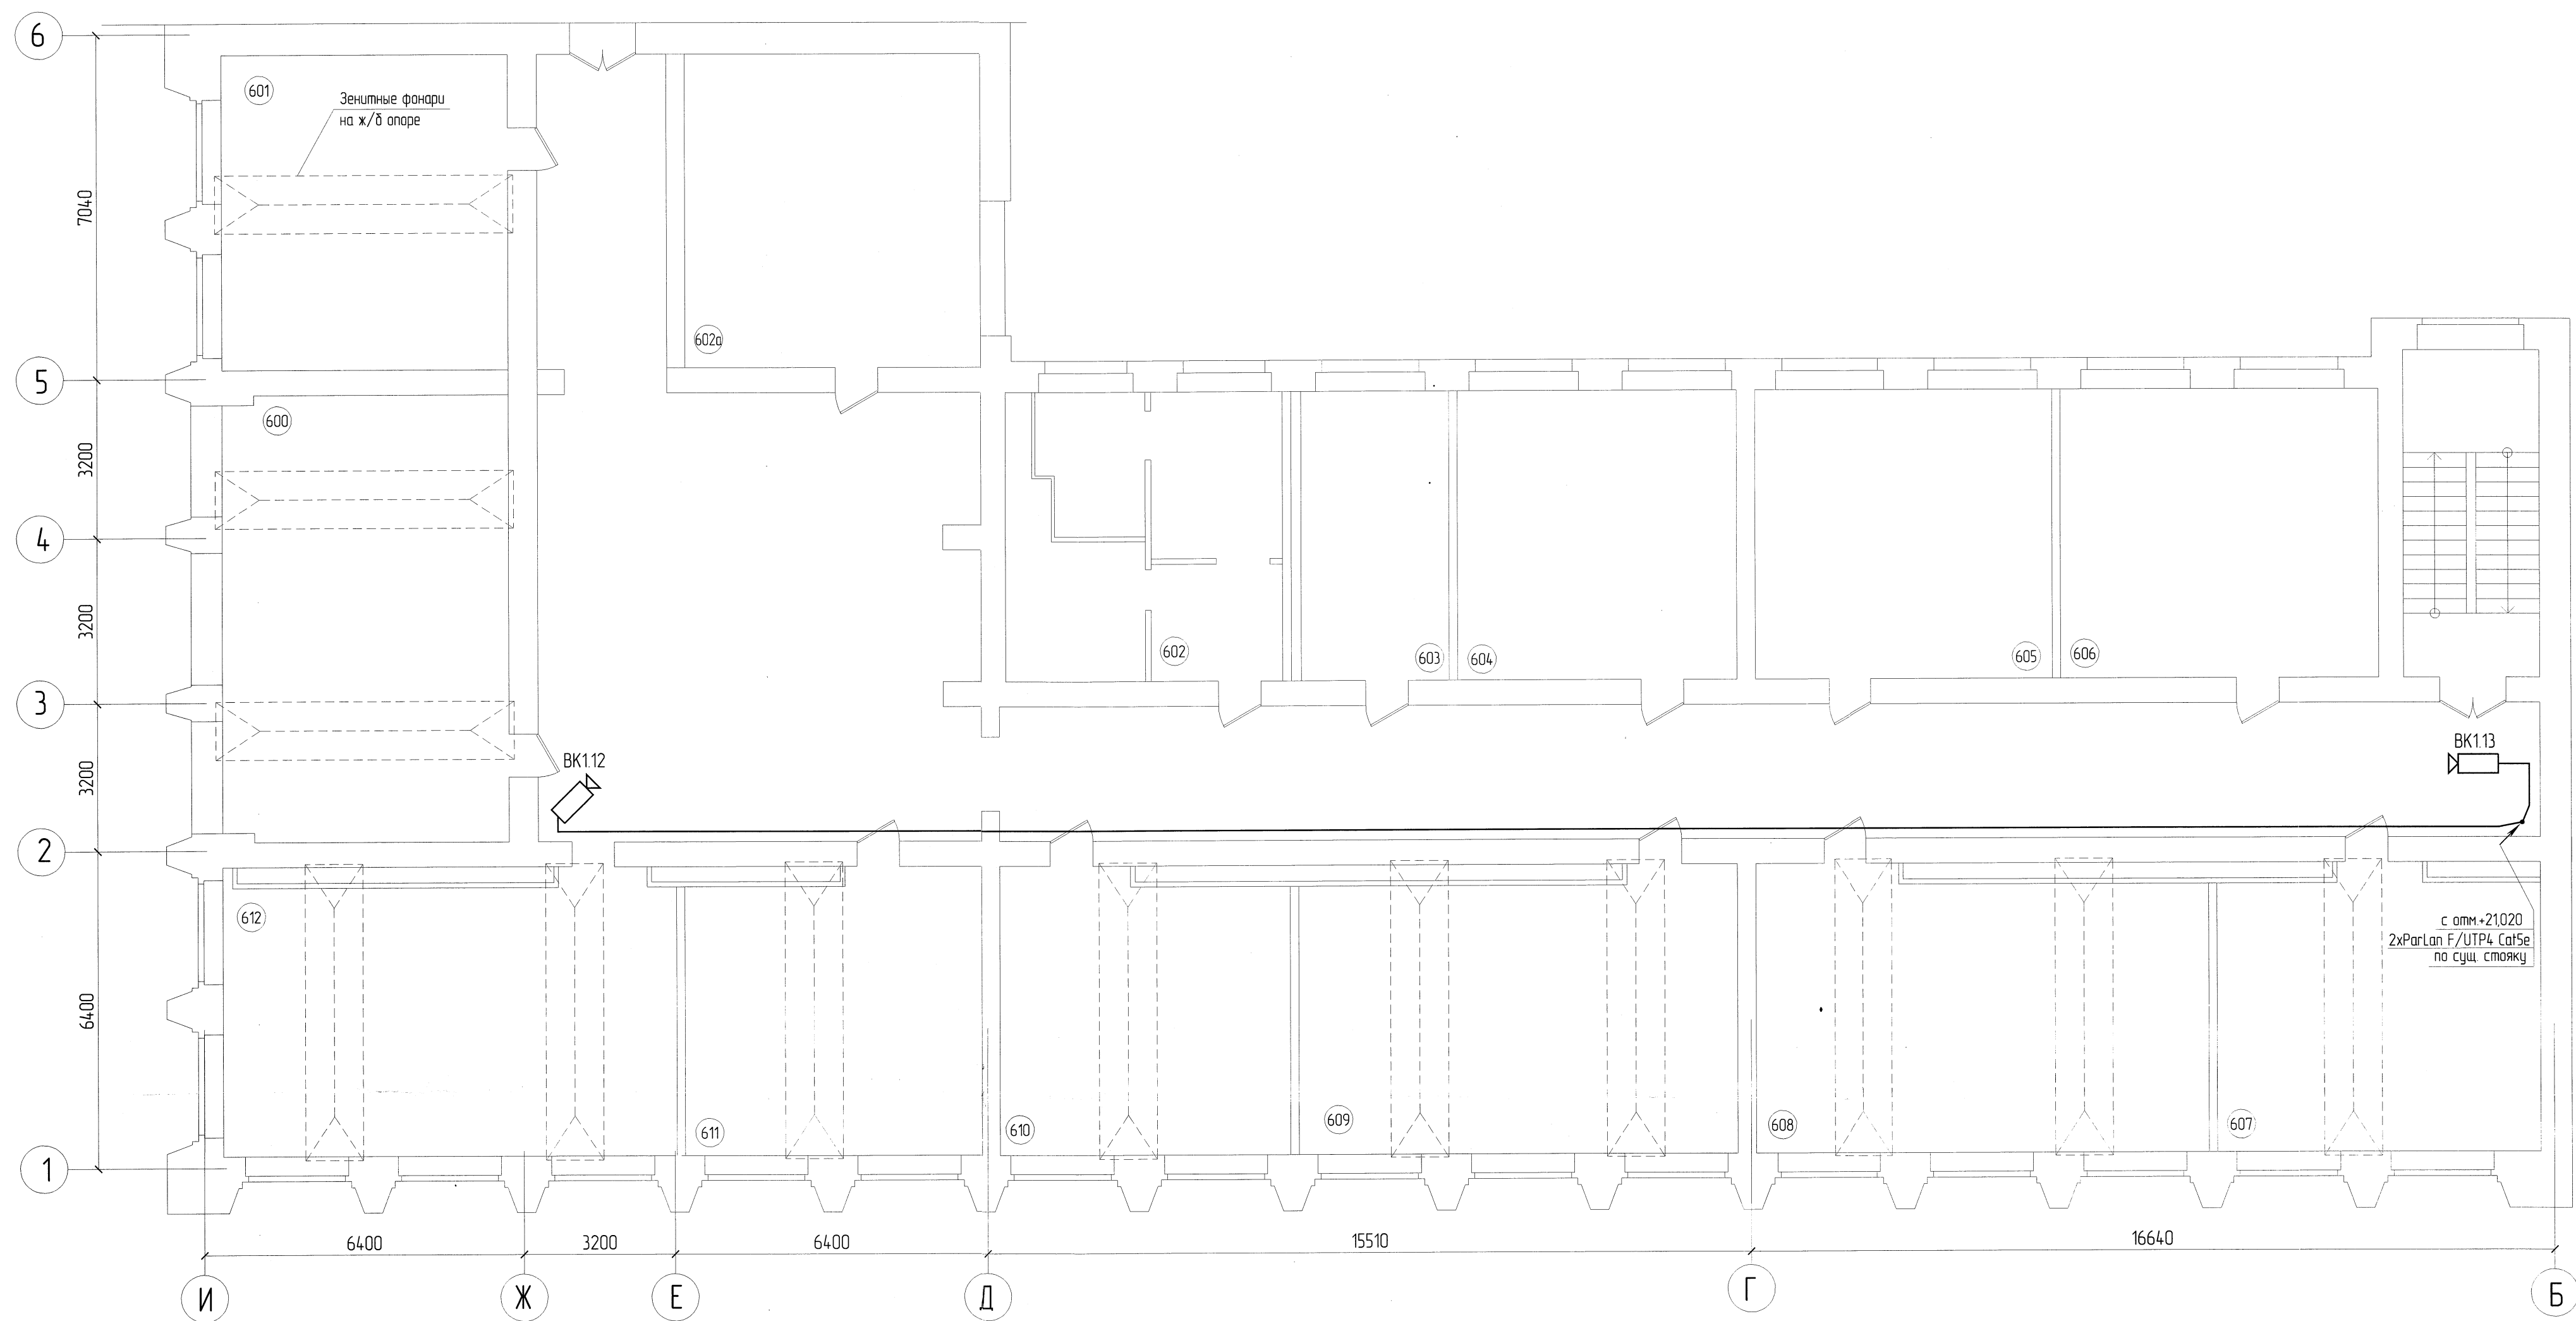 6
601
Зенитные фонари
на ж/б опоре
7040
602а
5
600
3200
4
3200
602
603
604
605
606
3
3200
ВК1.12
ВК1.13
2
612
с отм.+21,020
2xParLan F/UTP4 Cat5e
по сущ. стояку
6400
611
610
609
608
607
1
6400
3200
6400
15510
16640
И
Ж
Е
Д
Г
Б